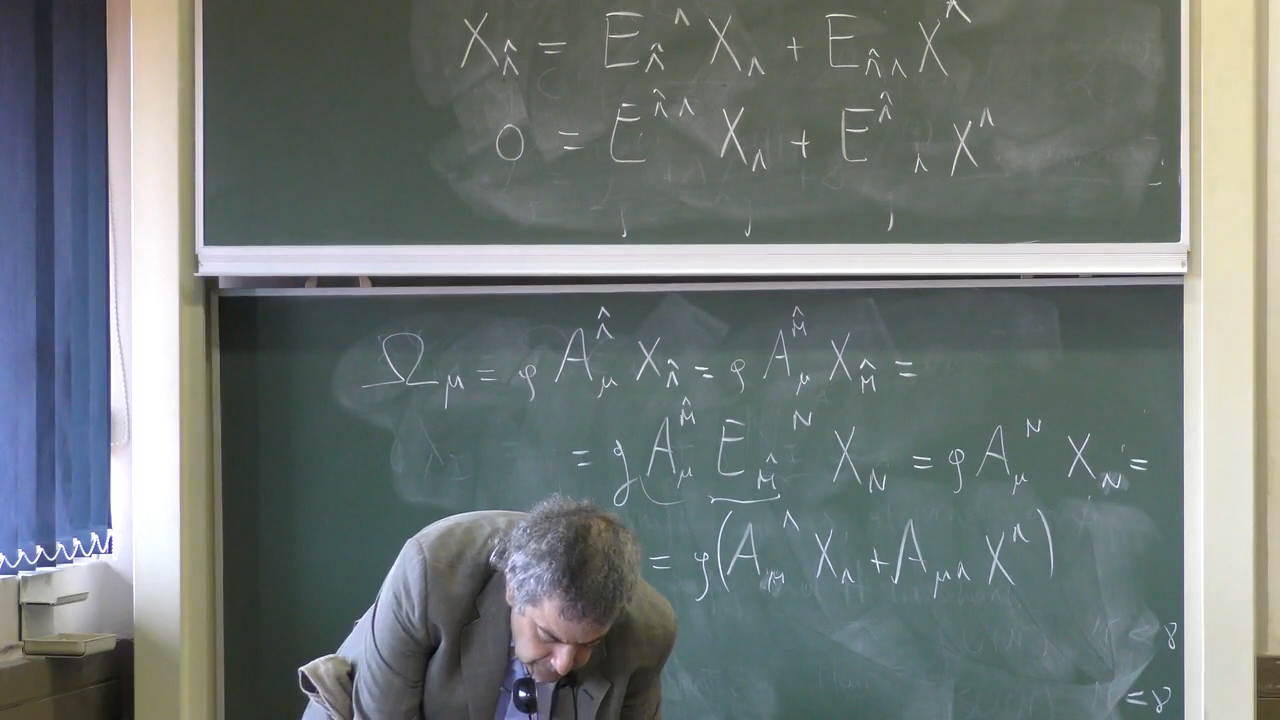 X_Λ̂ = E_Λ̂^Λ X_Λ + E_Λ̂Λ X^Λ
0 = E^Λ̂Λ X_Λ + E^Λ̂_Λ X^Λ
Ω_μ = g A_μ^Λ̂ X_Λ̂ = g A_μ^M̂ X_M̂ =
= g A_μ^M̂ E_M̂^N X_N = g A_μ^N X_N =
= g(A_μ^Λ X_Λ + A_μΛ X^Λ)
= 8